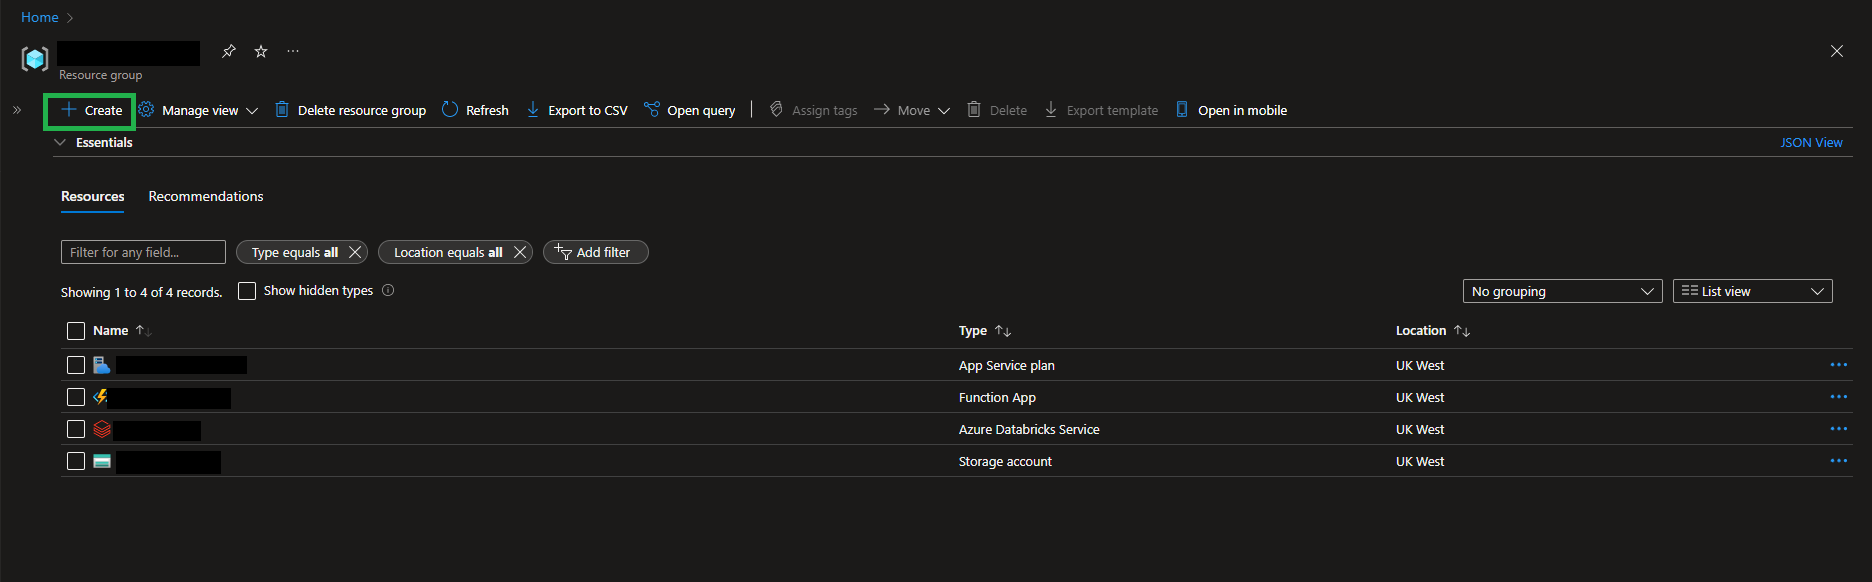 Home
Resource group
Create Manage view Delete resource group Refresh Export to CSV Open query Assign tags Move Delete Export template Open in mobile
Essentials JSON View
Resources Recommendations
Filter for any field... Type equals all Location equals all Add filter
Showing 1 to 4 of 4 records. Show hidden types No grouping List view
Name Type Location
App Service plan UK West
Function App UK West
Azure Databricks Service UK West
Storage account UK West